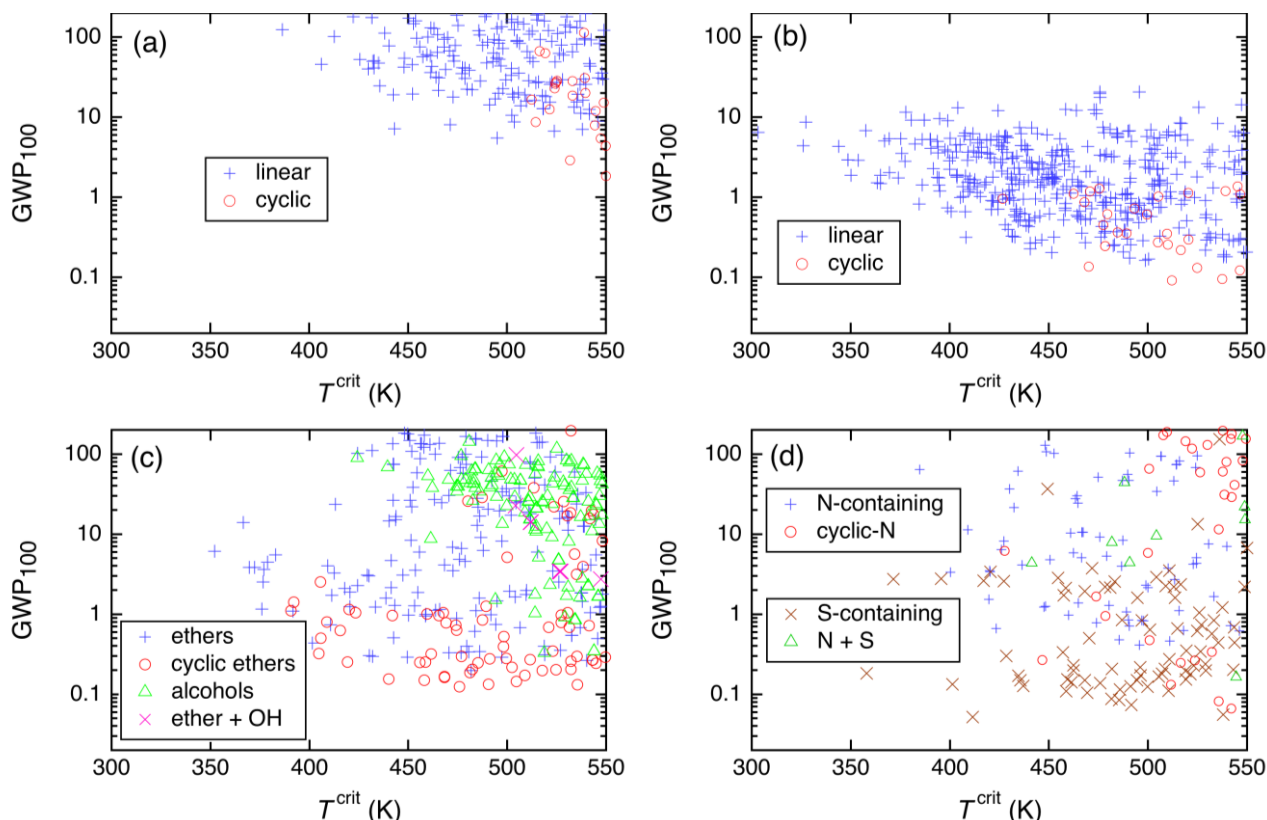 (a)
GWP100
100
10
1
0.1
linear
cyclic
300 350 400 450 500 550
Tcrit (K)
(b)
GWP100
100
10
1
0.1
linear
cyclic
300 350 400 450 500 550
Tcrit (K)
(c)
GWP100
100
10
1
0.1
ethers
cyclic ethers
alcohols
ether + OH
300 350 400 450 500 550
Tcrit (K)
(d)
GWP100
100
10
1
0.1
N-containing
cyclic-N
S-containing
N + S
300 350 400 450 500 550
Tcrit (K)